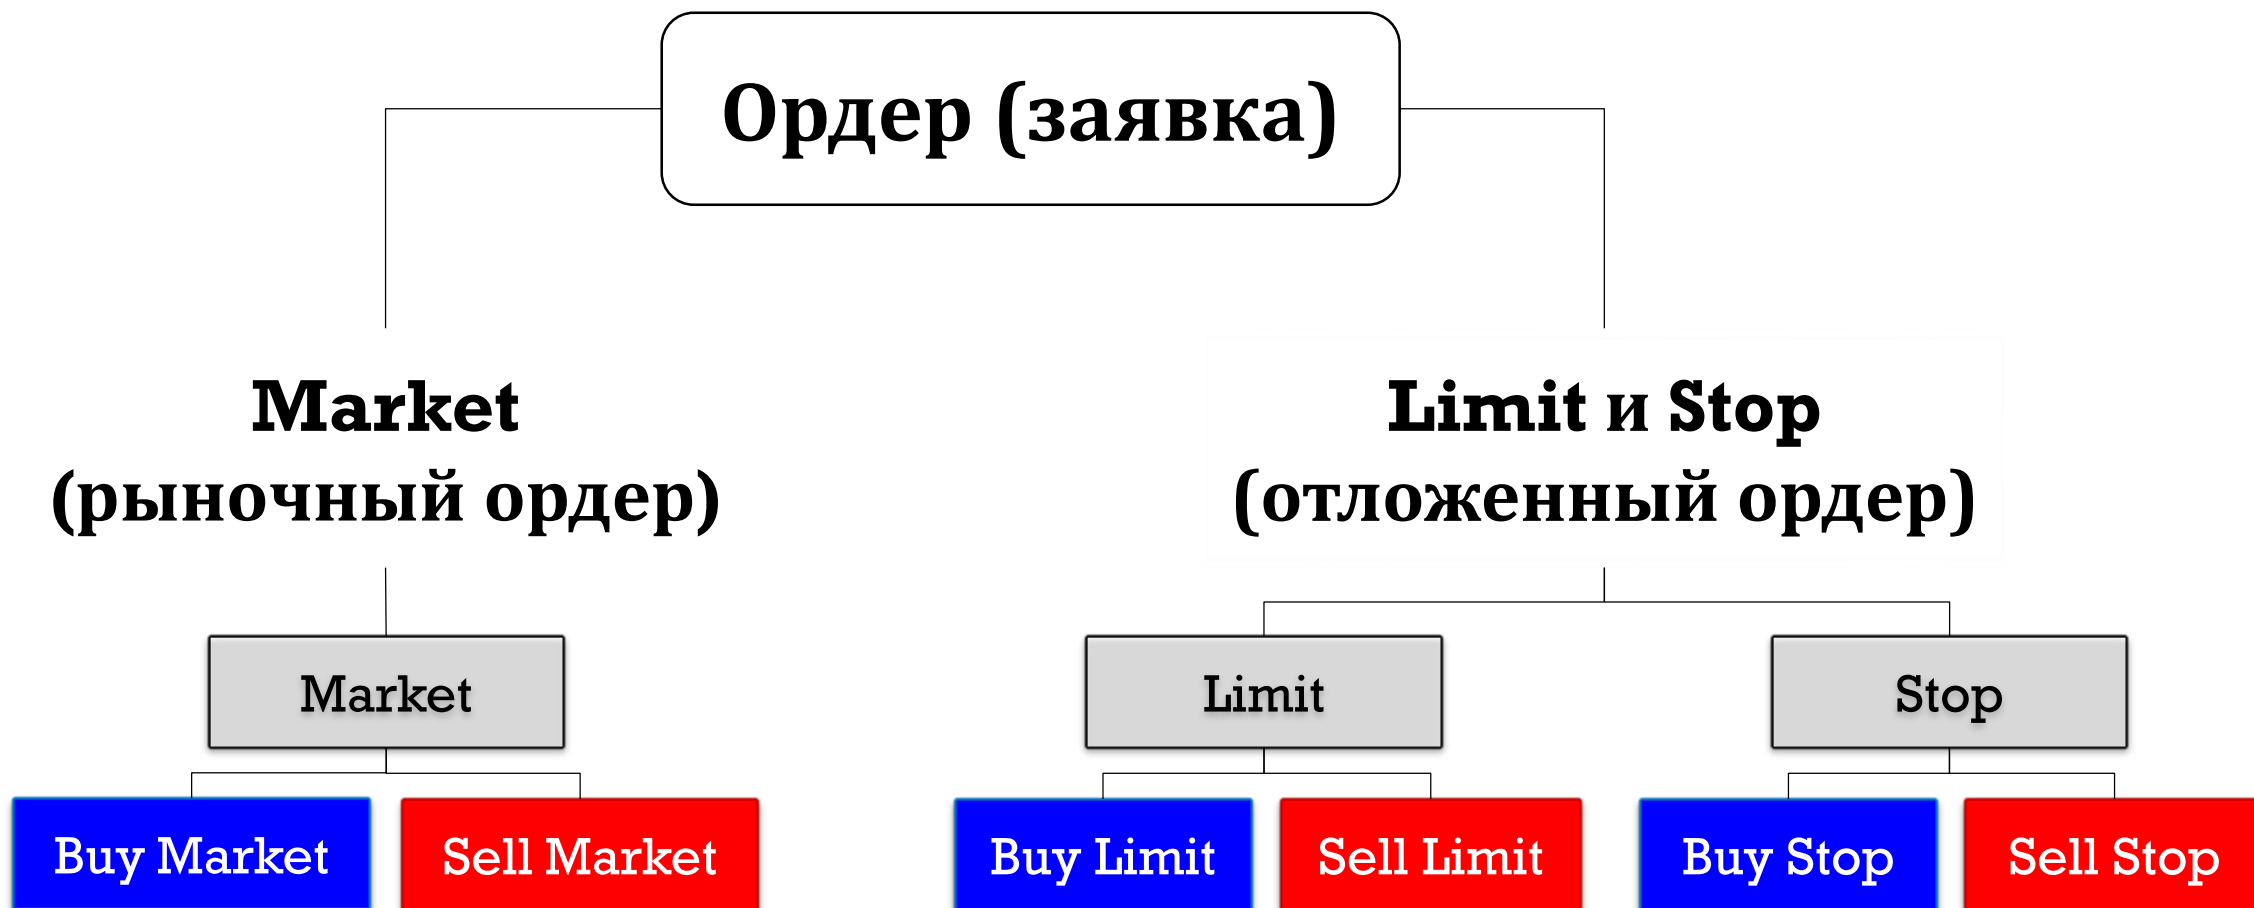 Ордер (заявка)
Market
(рыночный ордер)
Limit и Stop
(отложенный ордер)
Market
Limit
Stop
Buy Market
Sell Market
Buy Limit
Sell Limit
Buy Stop
Sell Stop